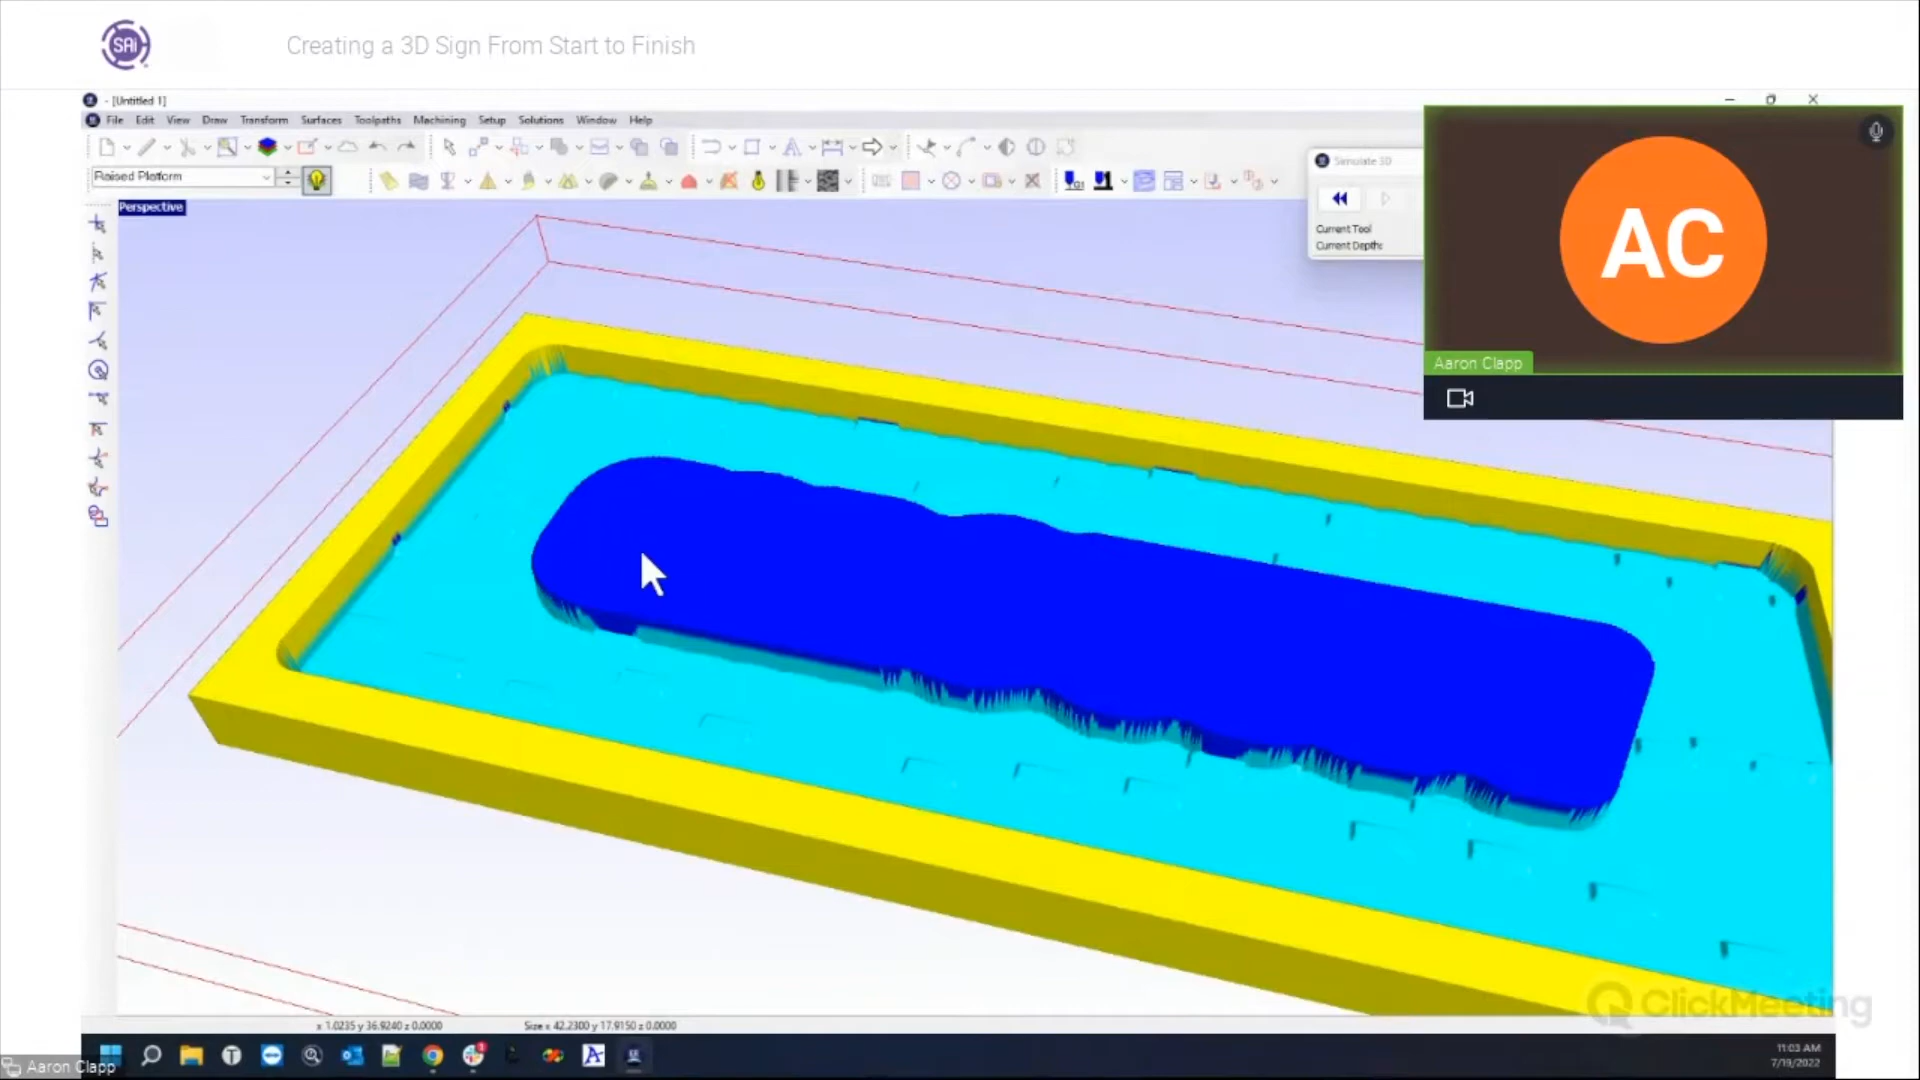 SAi
Creating a 3D Sign From Start to Finish
- [Untitled 1]
File Edit View Draw Transform Surfaces Toolpaths Machining Setup Solutions Window Help
Raised Platform
Perspective
Simulate 3D
Current Tool
Current Depth:
AC
Aaron Clapp
ClickMeeting
x 1.0235 y 36.9240 z 0.0000 Size x 42.2300 y 17.9150 z 0.0000
11:03 AM
7/19/2022
Aaron Clapp